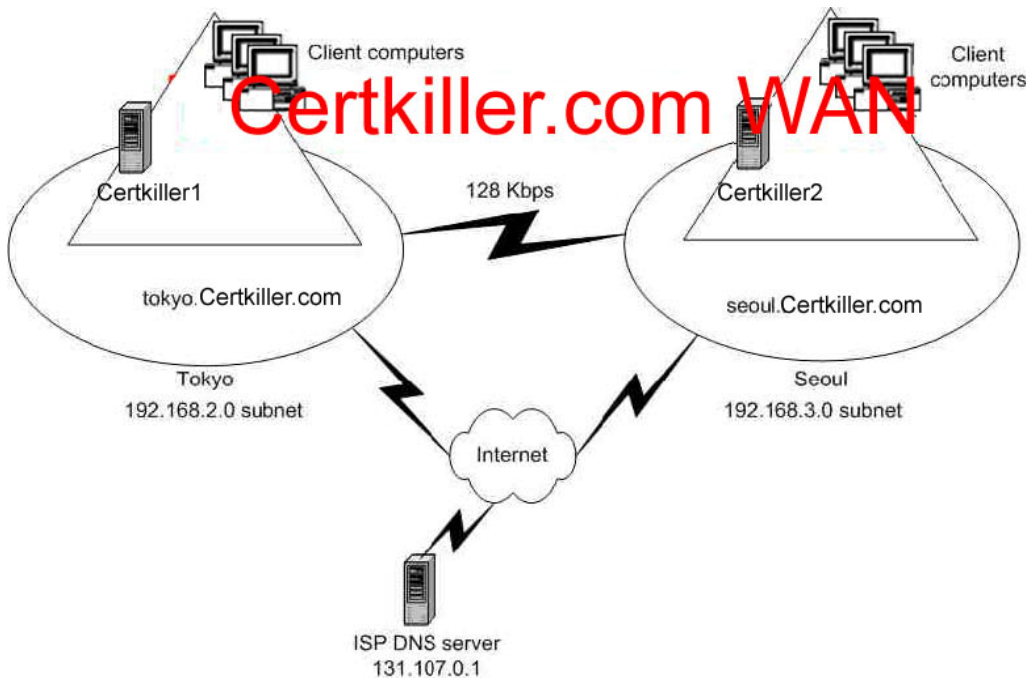 Client computers
Client
computers
Certkiller.com WAN
Certkiller1
128 Kbps
Certkiller2
tokyo.Certkiller.com
seoul.Certkiller.com
Tokyo
192.168.2.0 subnet
Seoul
192.168.3.0 subnet
Internet
ISP DNS server
131.107.0.1